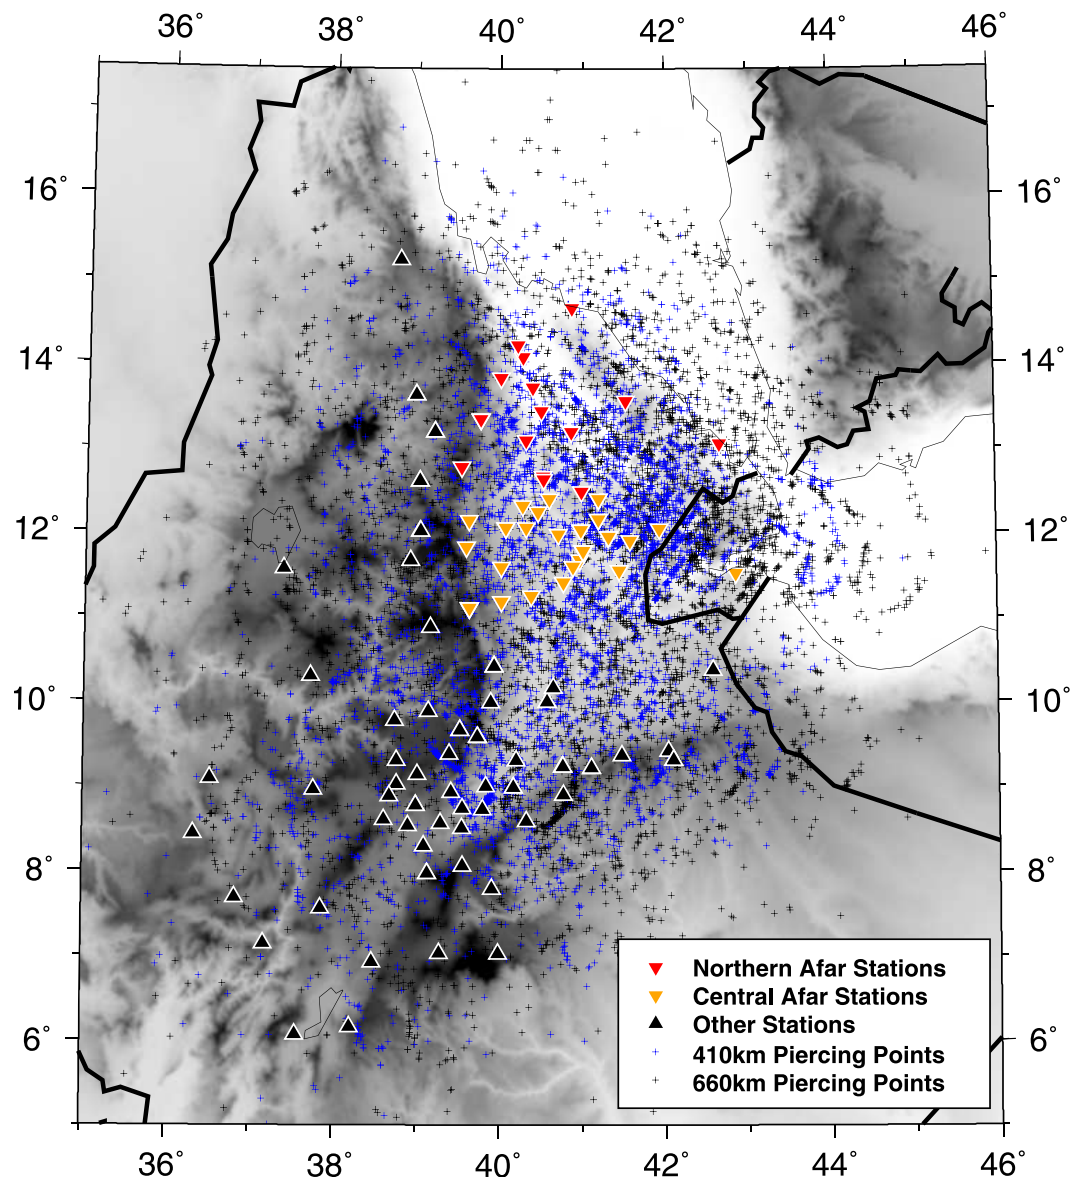 36° 38° 40° 42° 44° 46°
16° 16°
14° 14°
12° 12°
10° 10°
8° 8°
6° 6°
Northern Afar Stations
Central Afar Stations
Other Stations
410km Piercing Points
660km Piercing Points
36° 38° 40° 42° 44° 46°